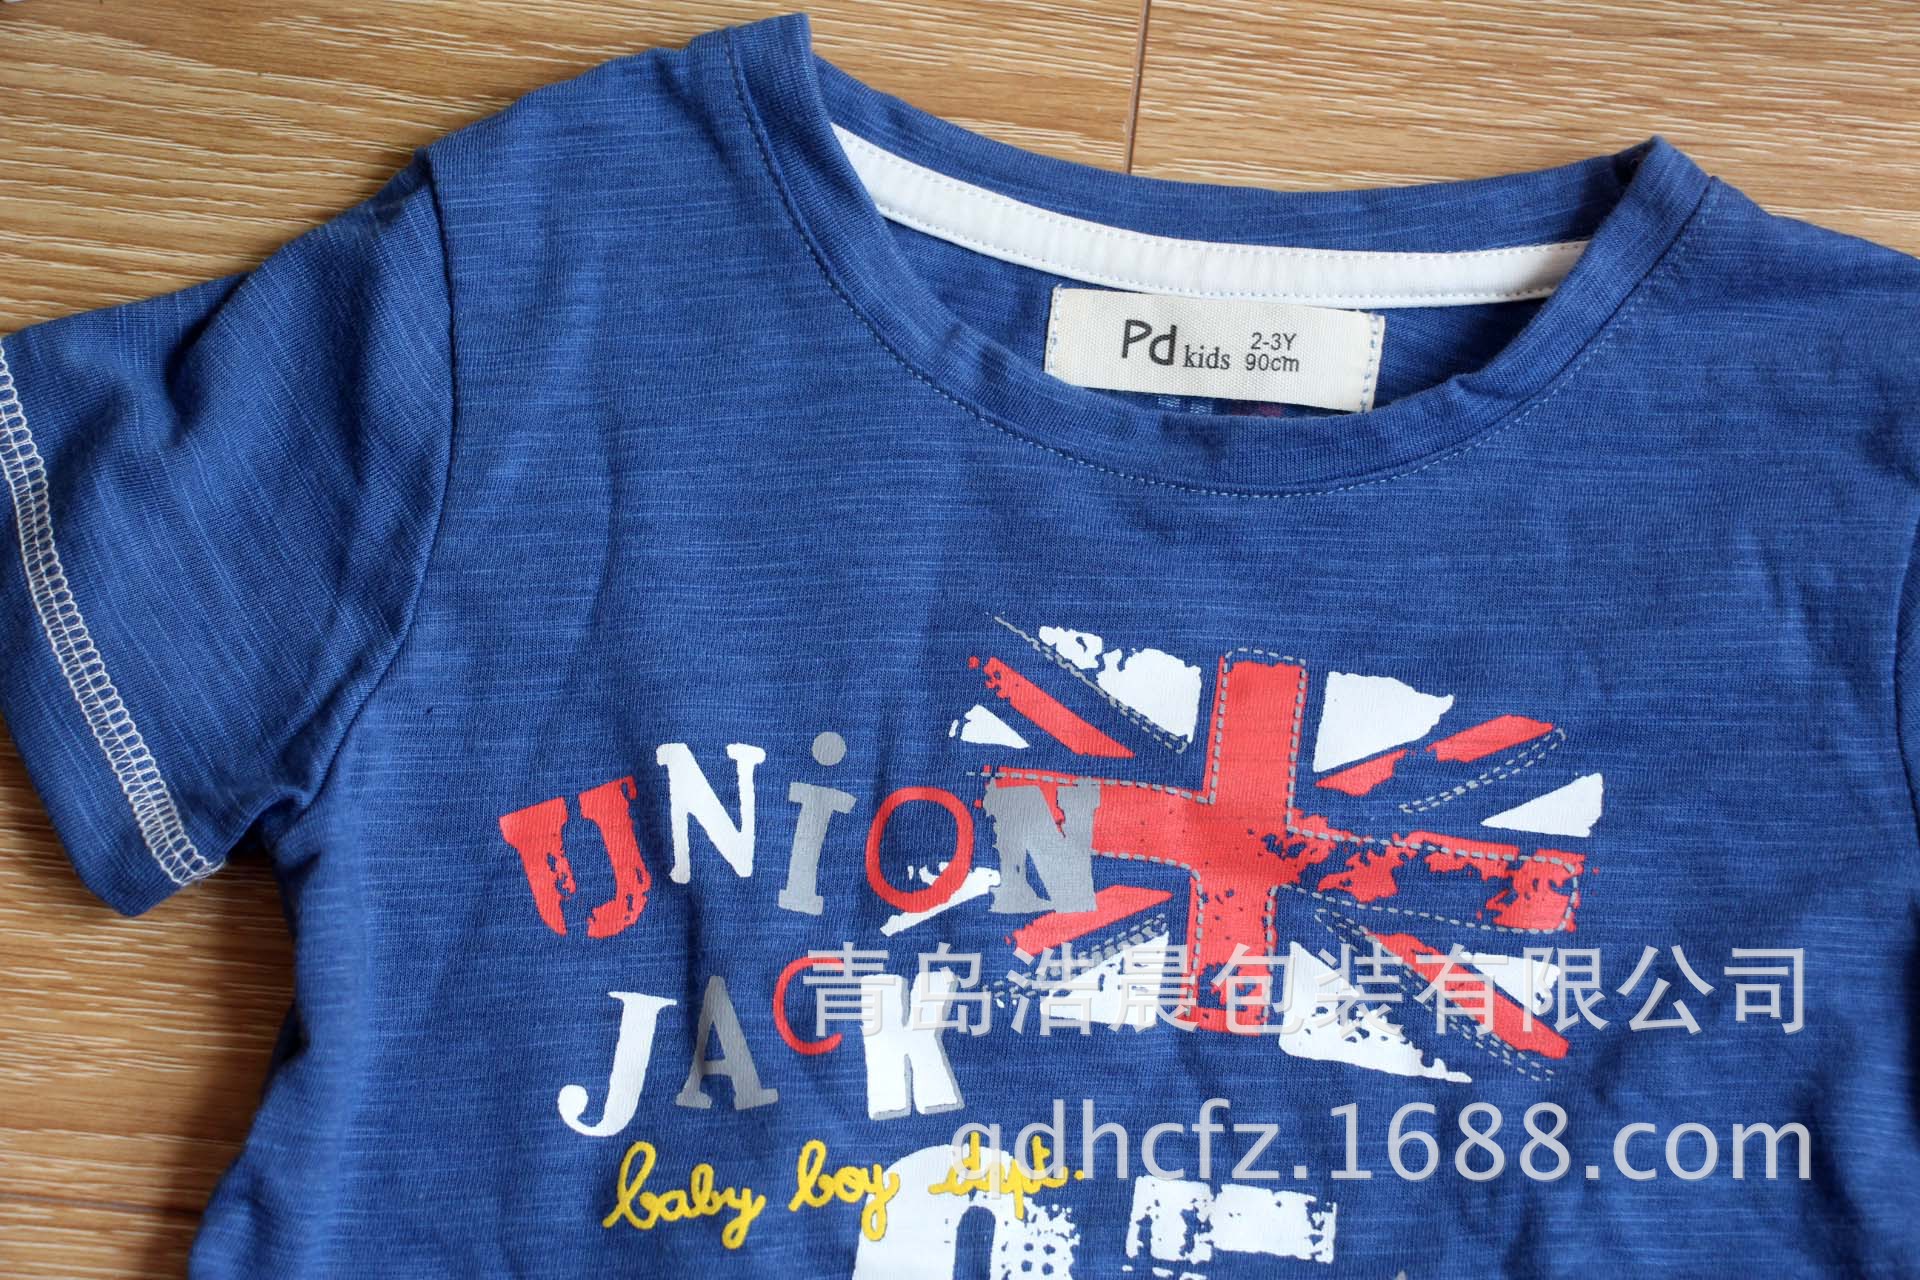 Pd kids 2-3Y
90cm
UNiON
JACK
baby boy dept.
青岛浩晨包装有限公司
qdhcfz.1688.com